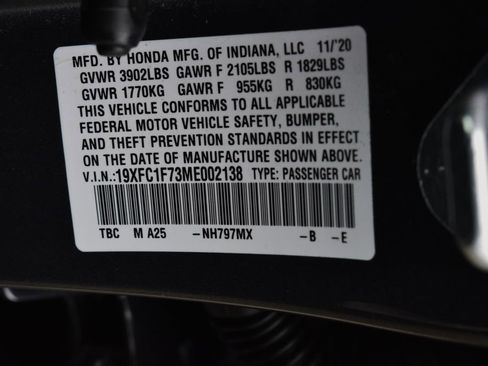 MFD. BY HONDA MFG. OF INDIANA, LLC 11/'20
GVWR 3902LBS GAWR F 2105LBS R 1829LBS
GVWR 1770KG GAWR F 955KG R 830KG
THIS VEHICLE CONFORMS TO ALL APPLICABLE
FEDERAL MOTOR VEHICLE SAFETY, BUMPER,
AND THEFT PREVENTION STANDARDS IN EFFECT
ON THE DATE OF MANUFACTURE SHOWN ABOVE.
V.I.N.:19XFC1F73ME002138 TYPE: PASSENGER CAR
TBC M A25 –NH797MX –B –E